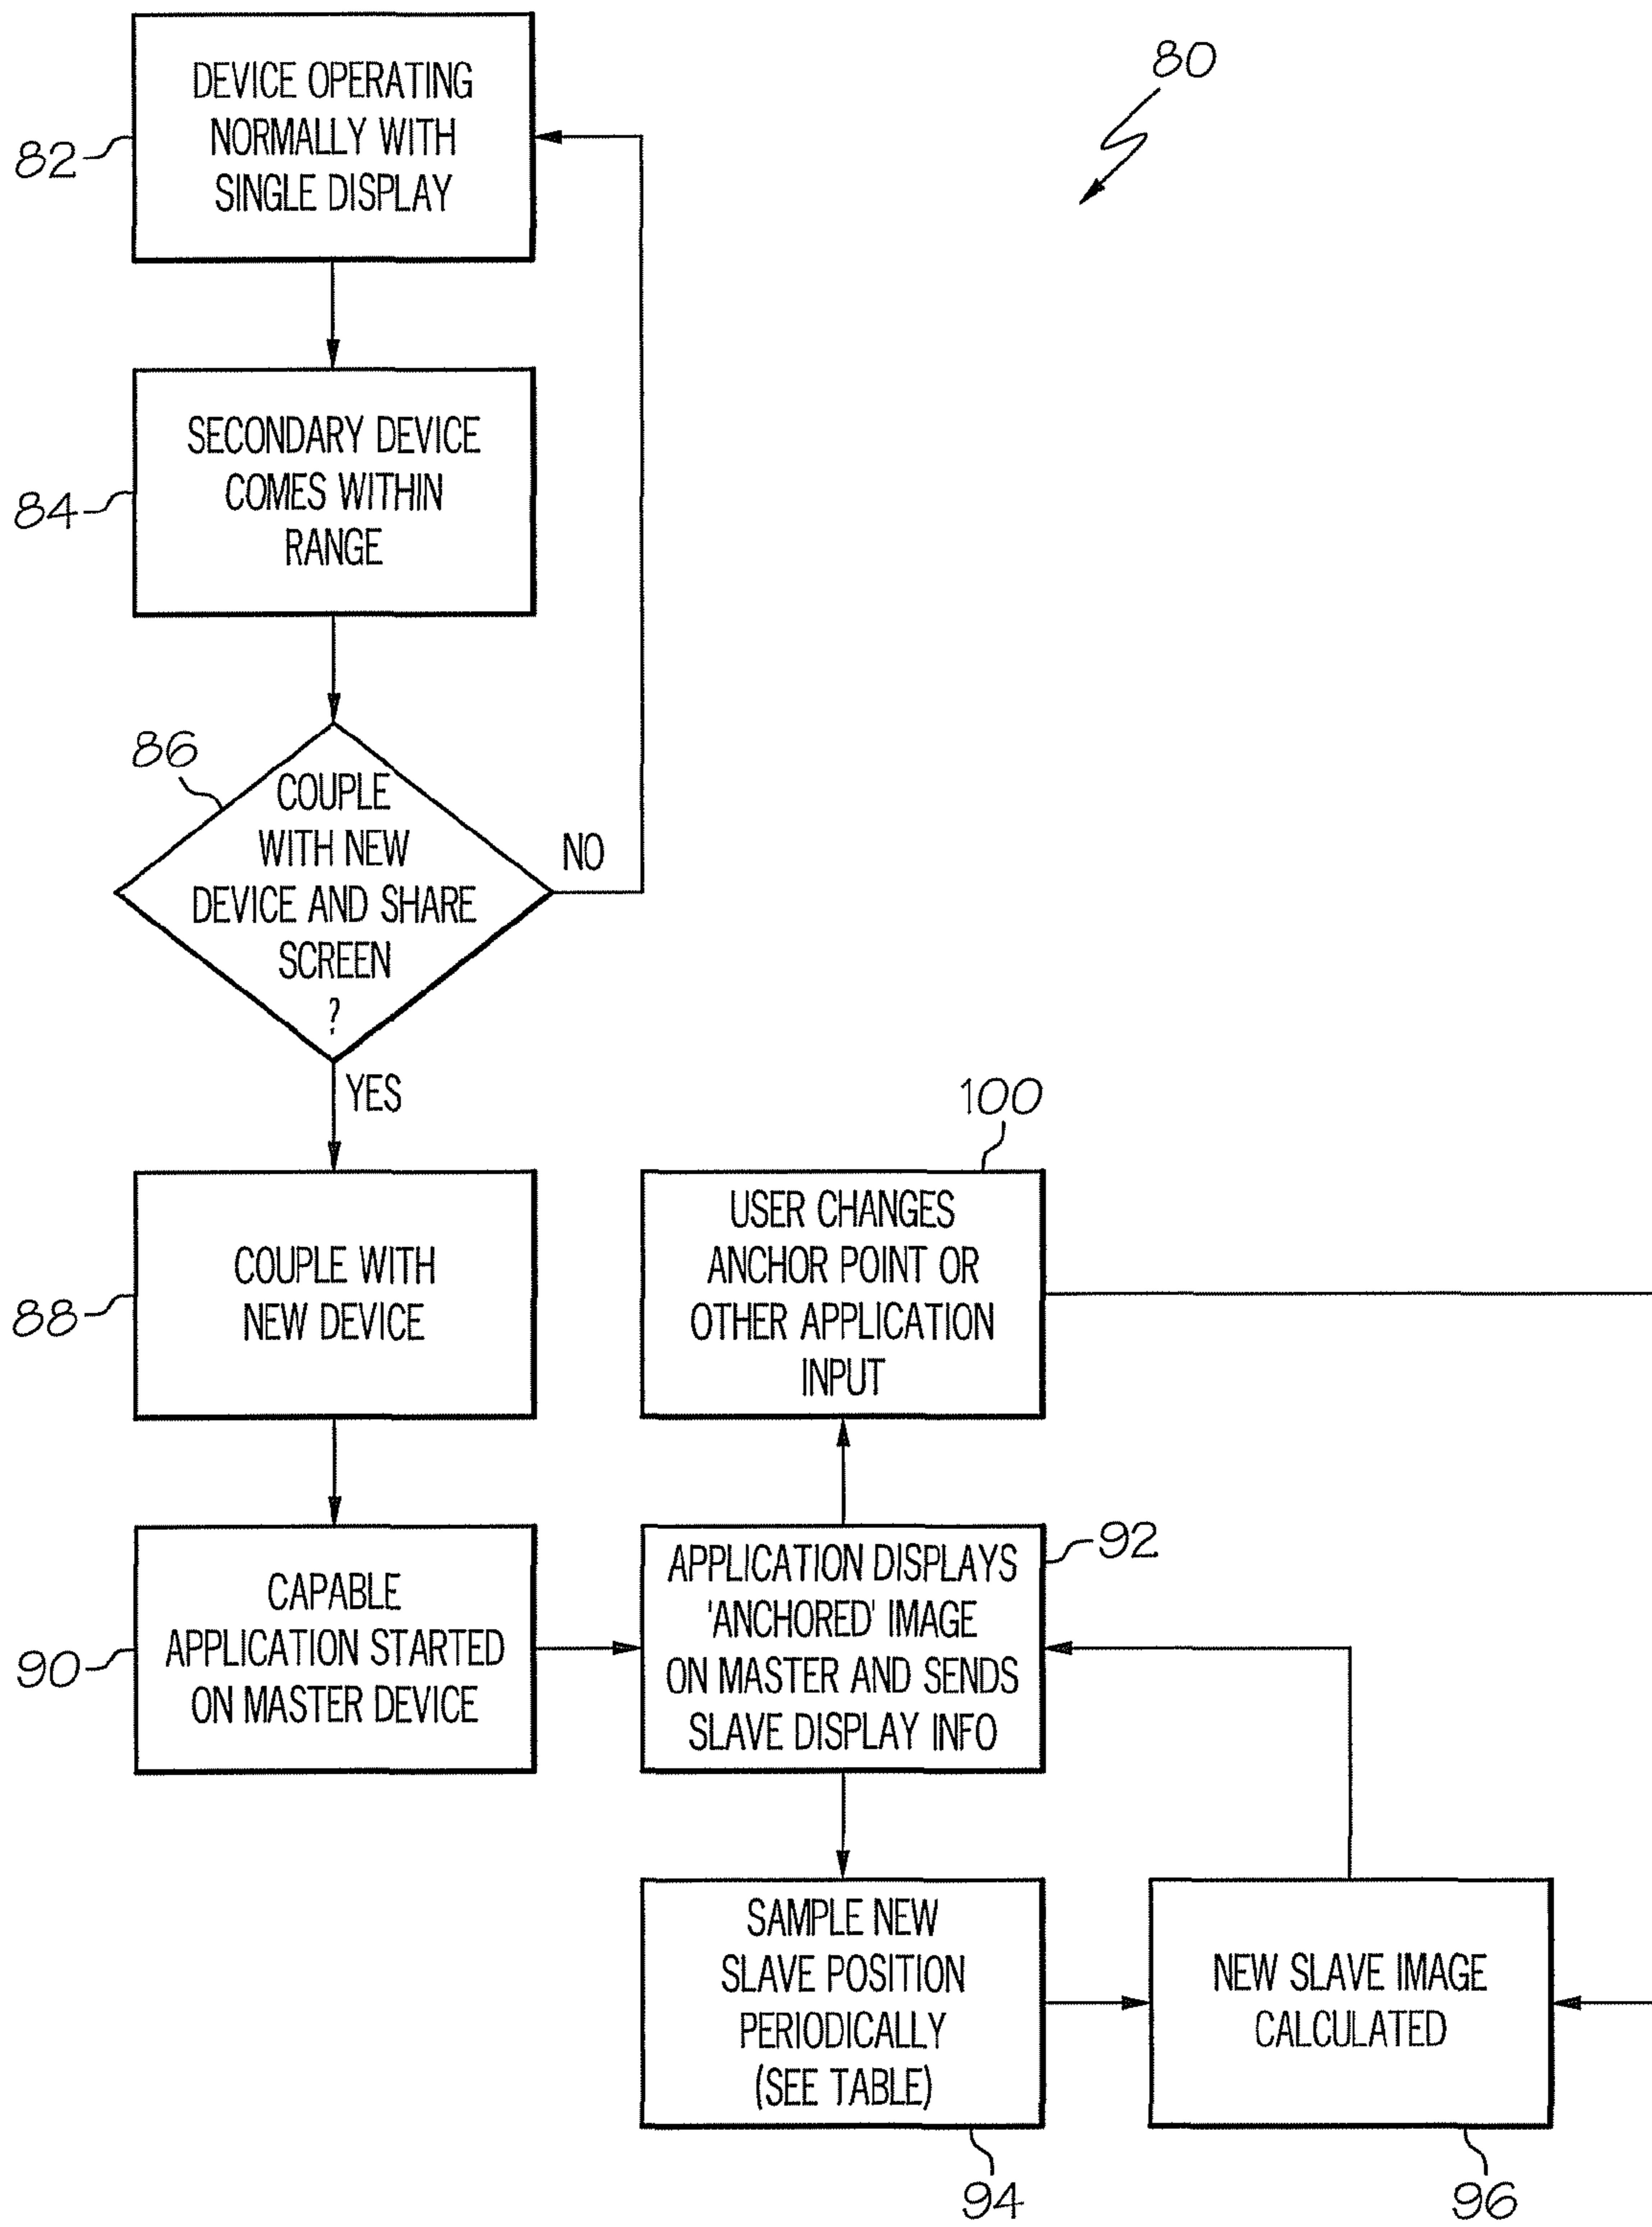 80
DEVICE OPERATING
NORMALLY WITH
SINGLE DISPLAY
82
SECONDARY DEVICE
COMES WITHIN
RANGE
84
86
COUPLE
WITH NEW
DEVICE AND SHARE
SCREEN
?
NO
YES
COUPLE WITH
NEW DEVICE
88
100
USER CHANGES
ANCHOR POINT OR
OTHER APPLICATION
INPUT
CAPABLE
APPLICATION STARTED
ON MASTER DEVICE
90
APPLICATION DISPLAYS
'ANCHORED' IMAGE
ON MASTER AND SENDS
SLAVE DISPLAY INFO
92
SAMPLE NEW
SLAVE POSITION
PERIODICALLY
(SEE TABLE)
94
NEW SLAVE IMAGE
CALCULATED
96